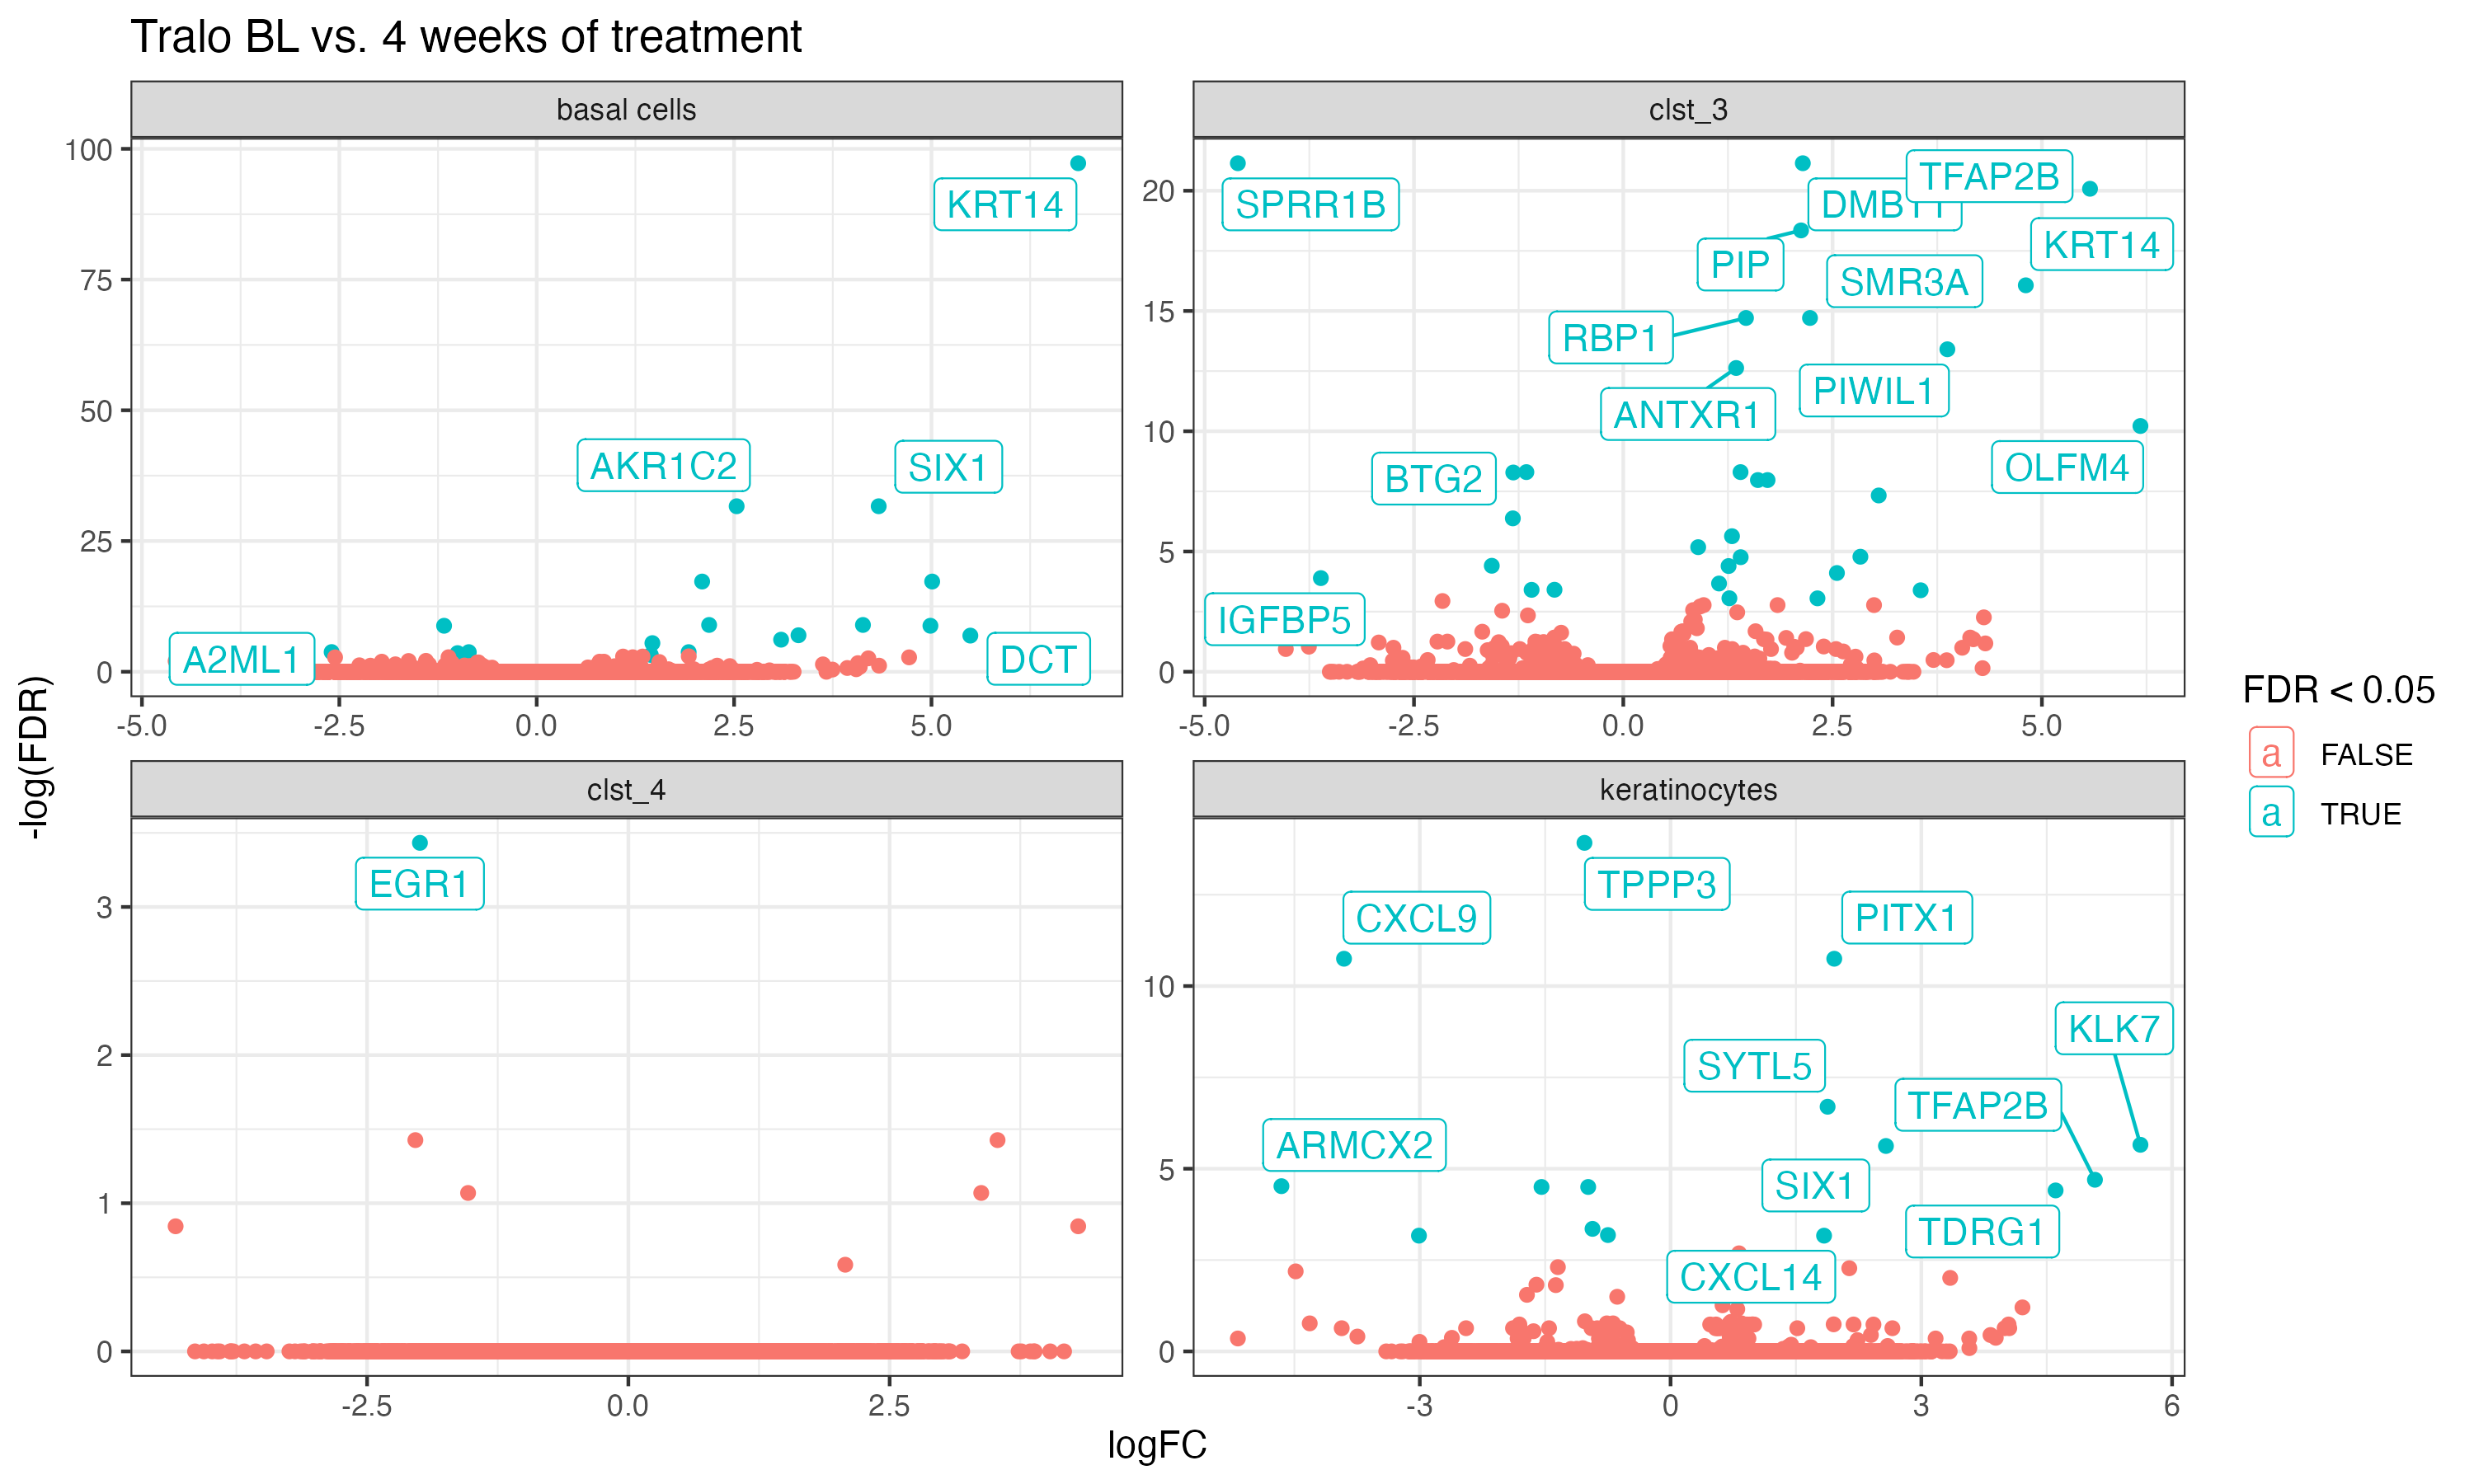 Tralo BL vs. 4 weeks of treatment
basal cells
100
75
50
25
0
-5.0
-2.5
0.0
2.5
5.0
KRT14
AKR1C2
SIX1
A2ML1
DCT
clst_3
20
15
10
5
0
-5.0
-2.5
0.0
2.5
5.0
SPRR1B
TFAP2B
KRT14
PIP
SMR3A
RBP1
PIWIL1
ANTXR1
BTG2
OLFM4
IGFBP5
clst_4
3
2
1
0
-2.5
0.0
2.5
EGR1
keratinocytes
10
5
0
-3
0
3
6
TPPP3
CXCL9
PITX1
KLK7
SYTL5
TFAP2B
ARMCX2
SIX1
TDRG1
CXCL14
-log(FDR)
logFC
FDR < 0.05
a FALSE
a TRUE